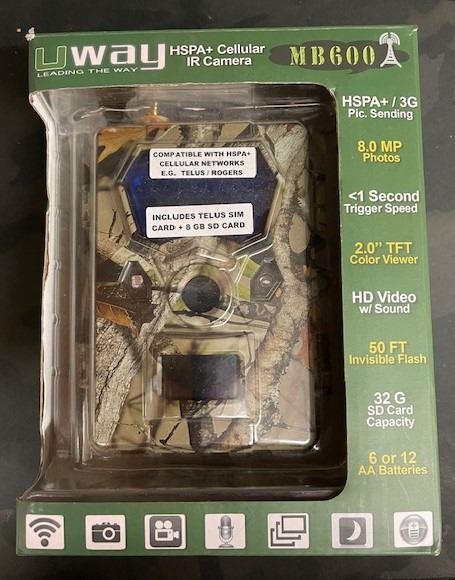 Uway
LEADING THE WAY
HSPA+ Cellular
IR Camera
MB600
HSPA+ / 3G
Pic. Sending
8.0 MP
Photos
<1 Second
Trigger Speed
2.0” TFT
Color Viewer
HD Video
w/ Sound
50 FT
Invisible Flash
32 G
SD Card
Capacity
6 or 12
AA Batteries
COMPATIBLE WITH HSPA+
CELLULAR NETWORKS
E.G. TELUS / ROGERS
INCLUDES TELUS SIM
CARD + 8 GB SD CARD